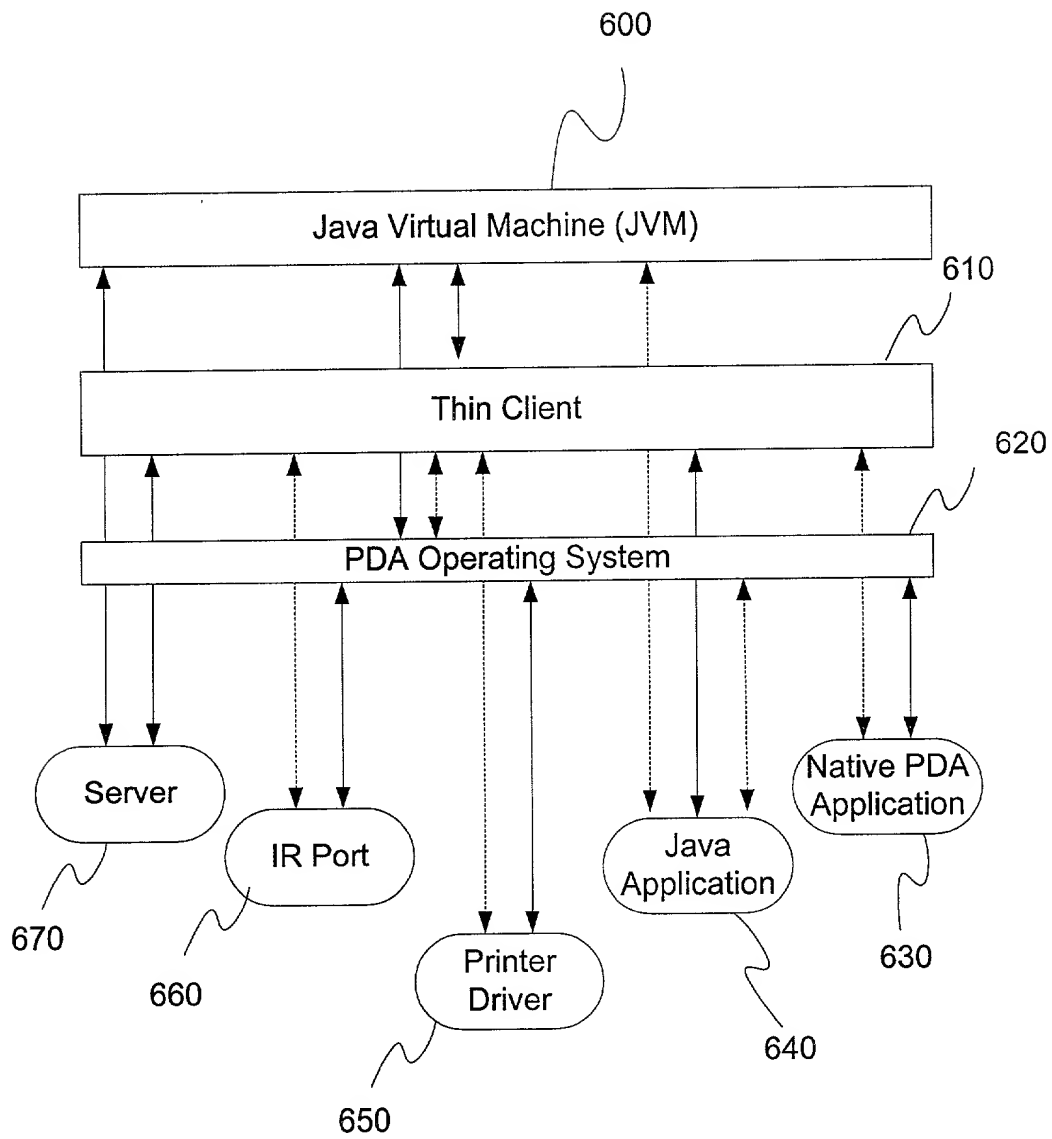 600
Java Virtual Machine (JVM)
610
Thin Client
620
PDA Operating System
Server
IR Port
Printer
Driver
Java
Application
Native PDA
Application
670
660
650
640
630